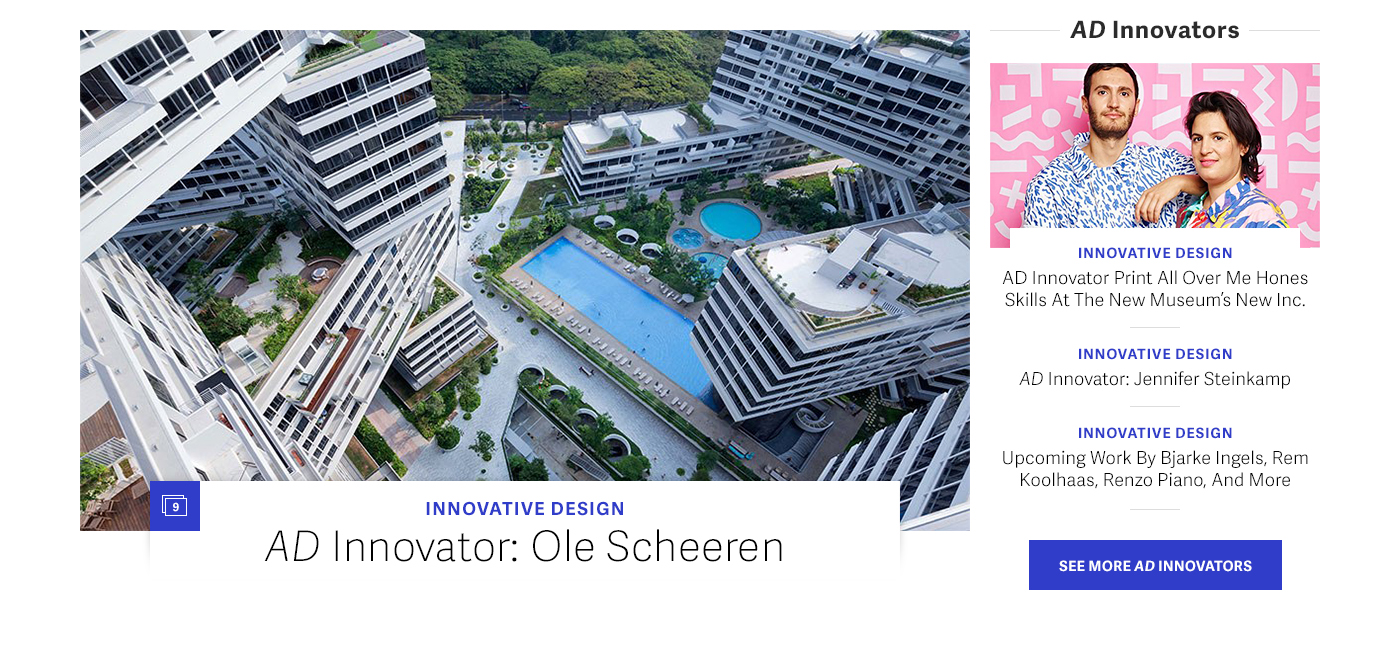 9
INNOVATIVE DESIGN
AD Innovator: Ole Scheeren
AD Innovators
INNOVATIVE DESIGN
AD Innovator Print All Over Me Hones
Skills At The New Museum’s New Inc.
INNOVATIVE DESIGN
AD Innovator: Jennifer Steinkamp
INNOVATIVE DESIGN
Upcoming Work By Bjarke Ingels, Rem
Koolhaas, Renzo Piano, And More
SEE MORE AD INNOVATORS